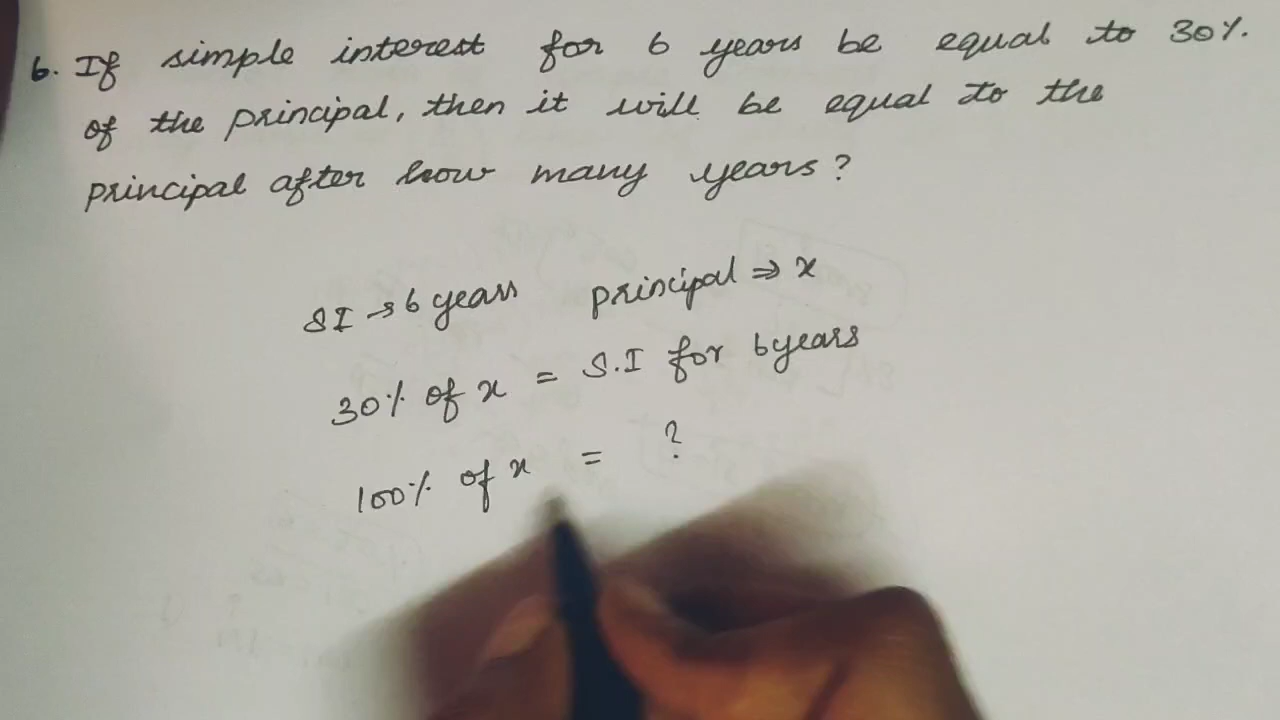 6. If simple interest for 6 years be equal to 30%.
of the principal, then it will be equal to the
principal after how many years?
SI → 6 years principal ⇒ x
30% of x = S.I for 6years
100% of x = ?